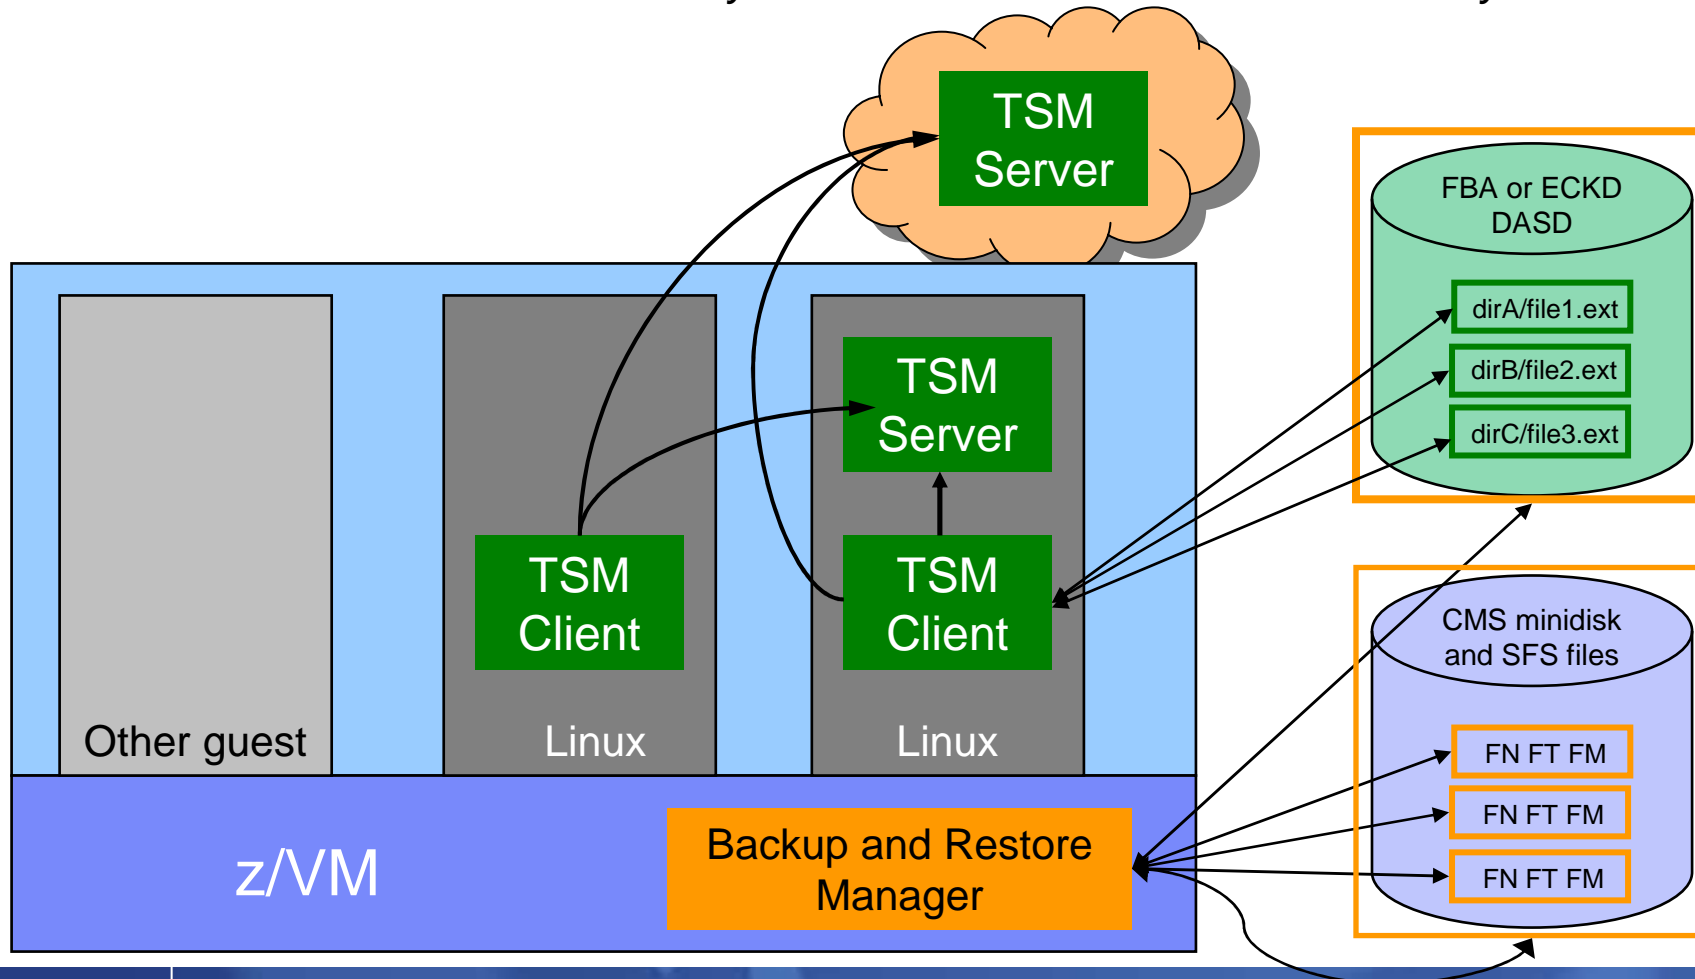 TSM
Server
FBA or ECKD
DASD
dirA/file1.ext
dirB/file2.ext
dirC/file3.ext
TSM
Server
TSM
Client
TSM
Client
CMS minidisk
and SFS files
Other guest
Linux
Linux
FN FT FM
FN FT FM
FN FT FM
z/VM
Backup and Restore
Manager